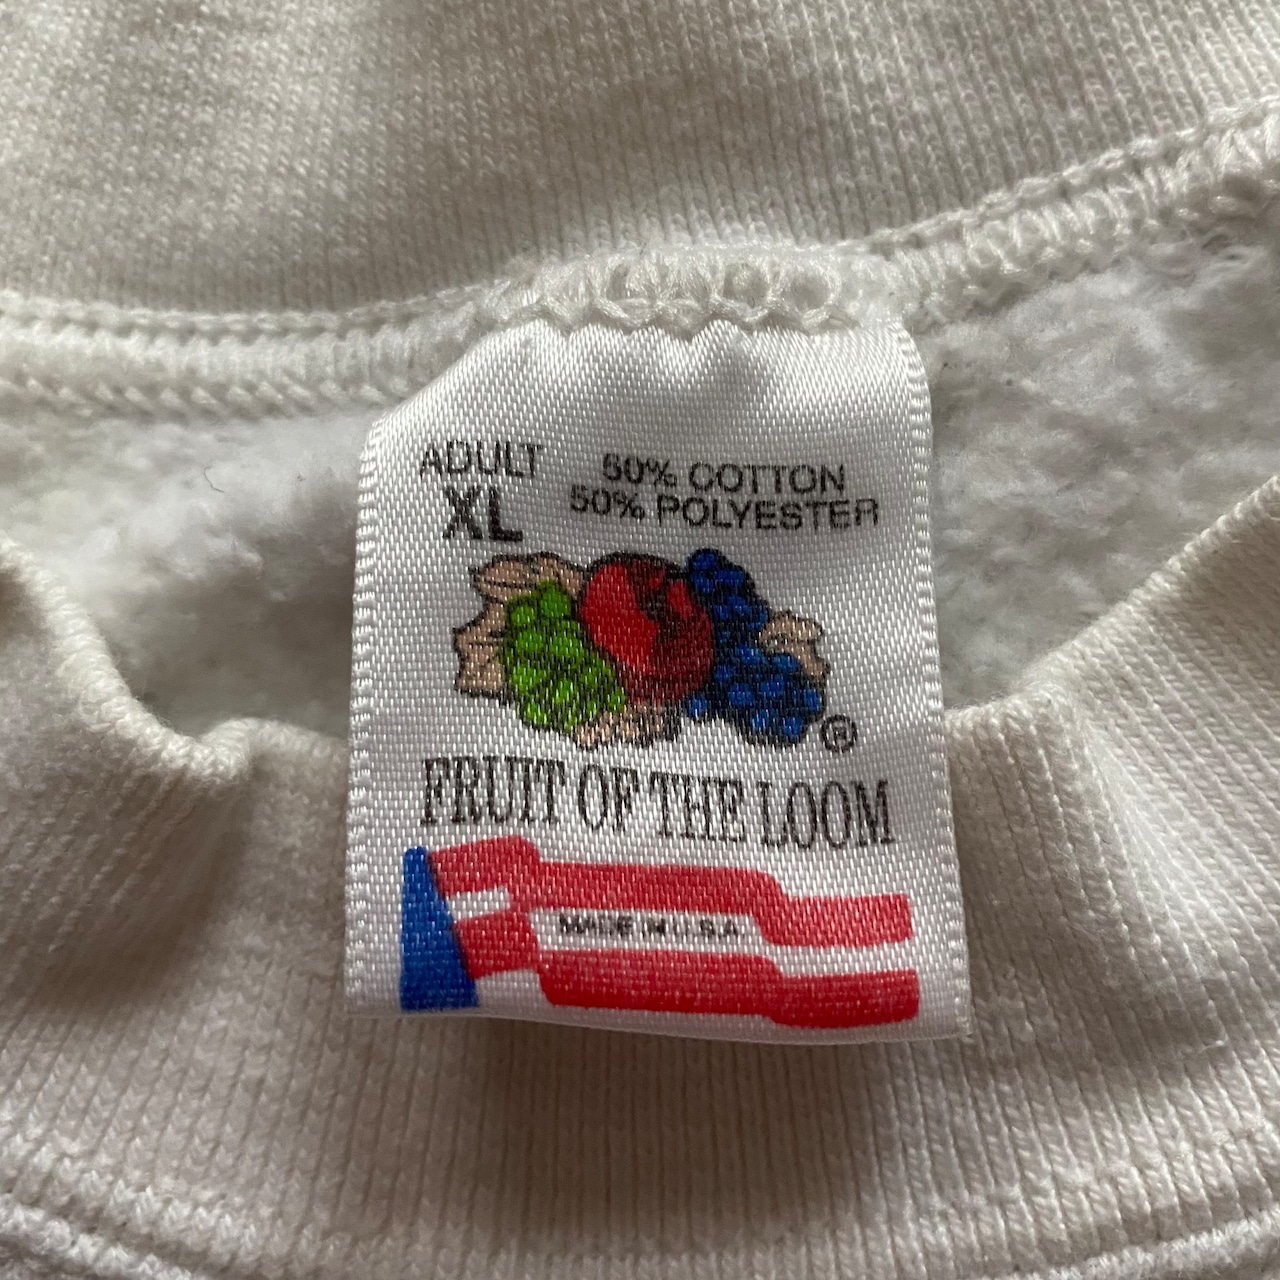 ADULT
XL
50% COTTON
50% POLYESTER
®
FRUIT OF THE LOOM
MADE IN U.S.A.